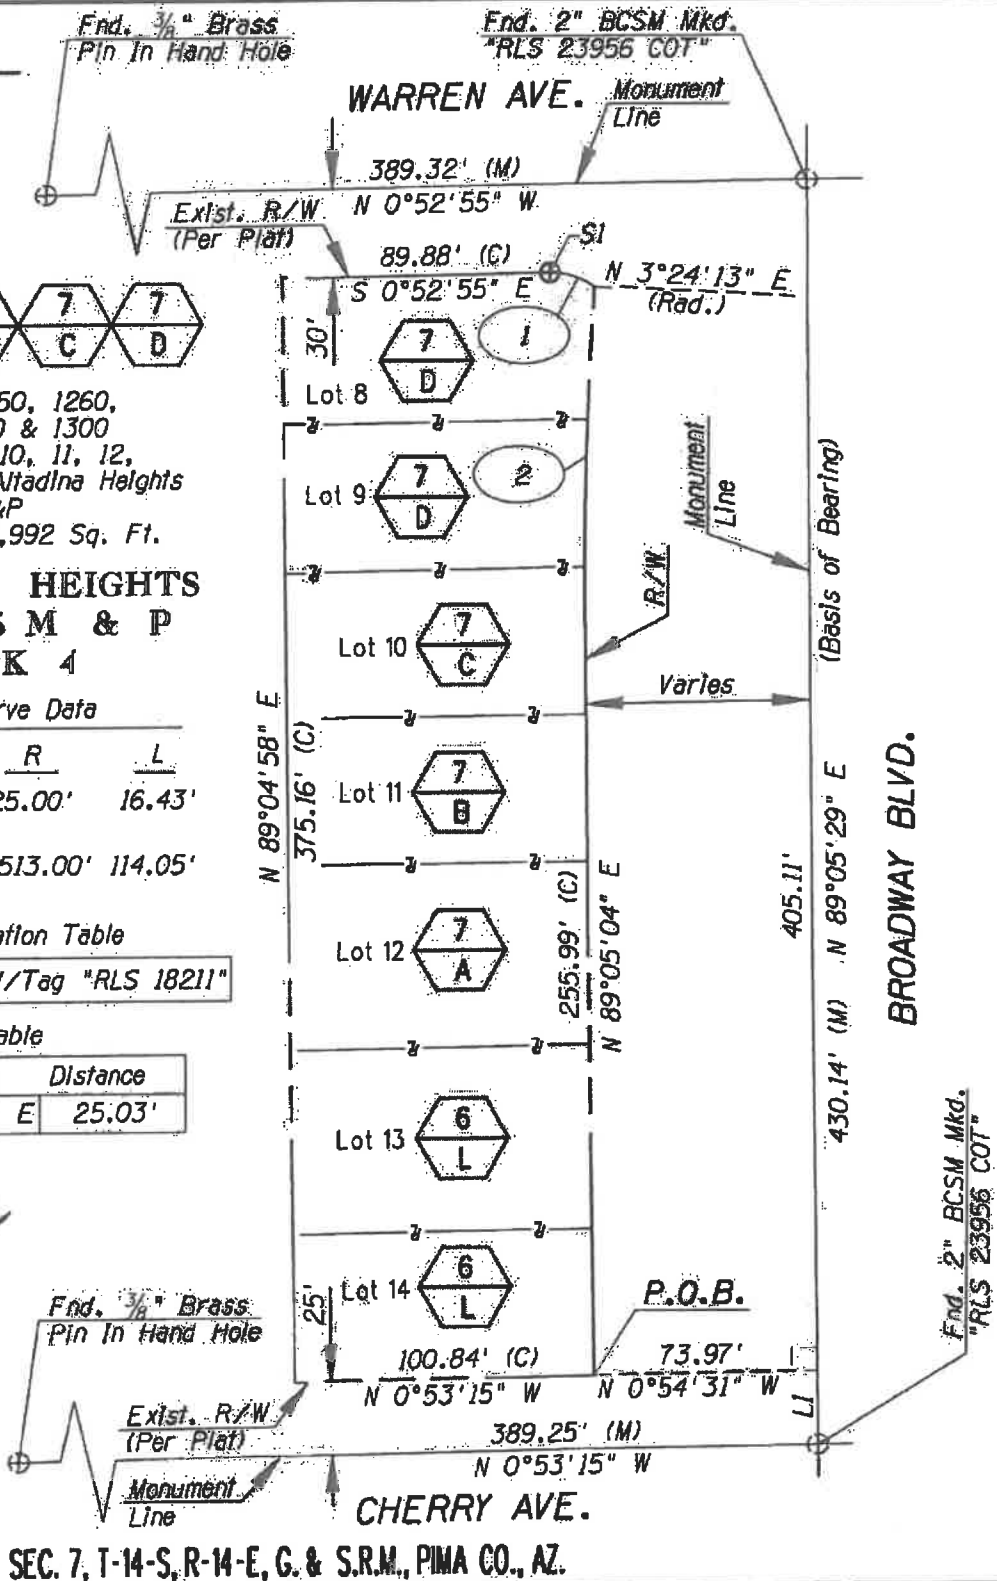 Fnd. 3/8" Brass
Pin In Hand Hole
Fnd. 2" BCSM Mkd.
"RLS 23956 COT"
WARREN AVE.
Monument
Line
389.32' (M)
N 0°52'55" W
Exist. R/W
(Per Plat)
89.88' (C)
S 0°52'55" E
S1
N 3°24'13" E
(Rad.)
30'
7
C
7
D
7
D
1
Lot 8
50, 1260,
0 & 1300
10, 11, 12,
Altadina Heights
&P
,992 Sq. Ft.
7
D
2
Lot 9
HEIGHTS
S M & P
K 4
Monument
Line
(Basis of Bearing)
R/W
Lot 10
7
C
Varies
rve Data
R
L
25.00'
16.43'
513.00'
114.05'
N 89°04'58" E
375.16' (C)
Lot 11
7
B
BROADWAY BLVD.
405.11'
430.14' (M) N 89°05'29" E
255.99' (C)
N 89°05'04" E
Lot 12
7
A
ation Table
/Tag "RLS 18211"
able
Distance
E
25.03'
Lot 13
6
L
Lot 14
6
L
25'
P.O.B.
Fnd. 2" BCSM Mkd.
"RLS 23956 COT"
Fnd. 3/8" Brass
Pin In Hand Hole
100.84' (C)
N 0°53'15" W
73.97'
N 0°54'31" W
L1
Exist. R/W
(Per Plat)
389.25' (M)
N 0°53'15" W
Monument
Line
CHERRY AVE.
SEC. 7, T-14-S, R-14-E, G. & S.R.M., PIMA CO., AZ.